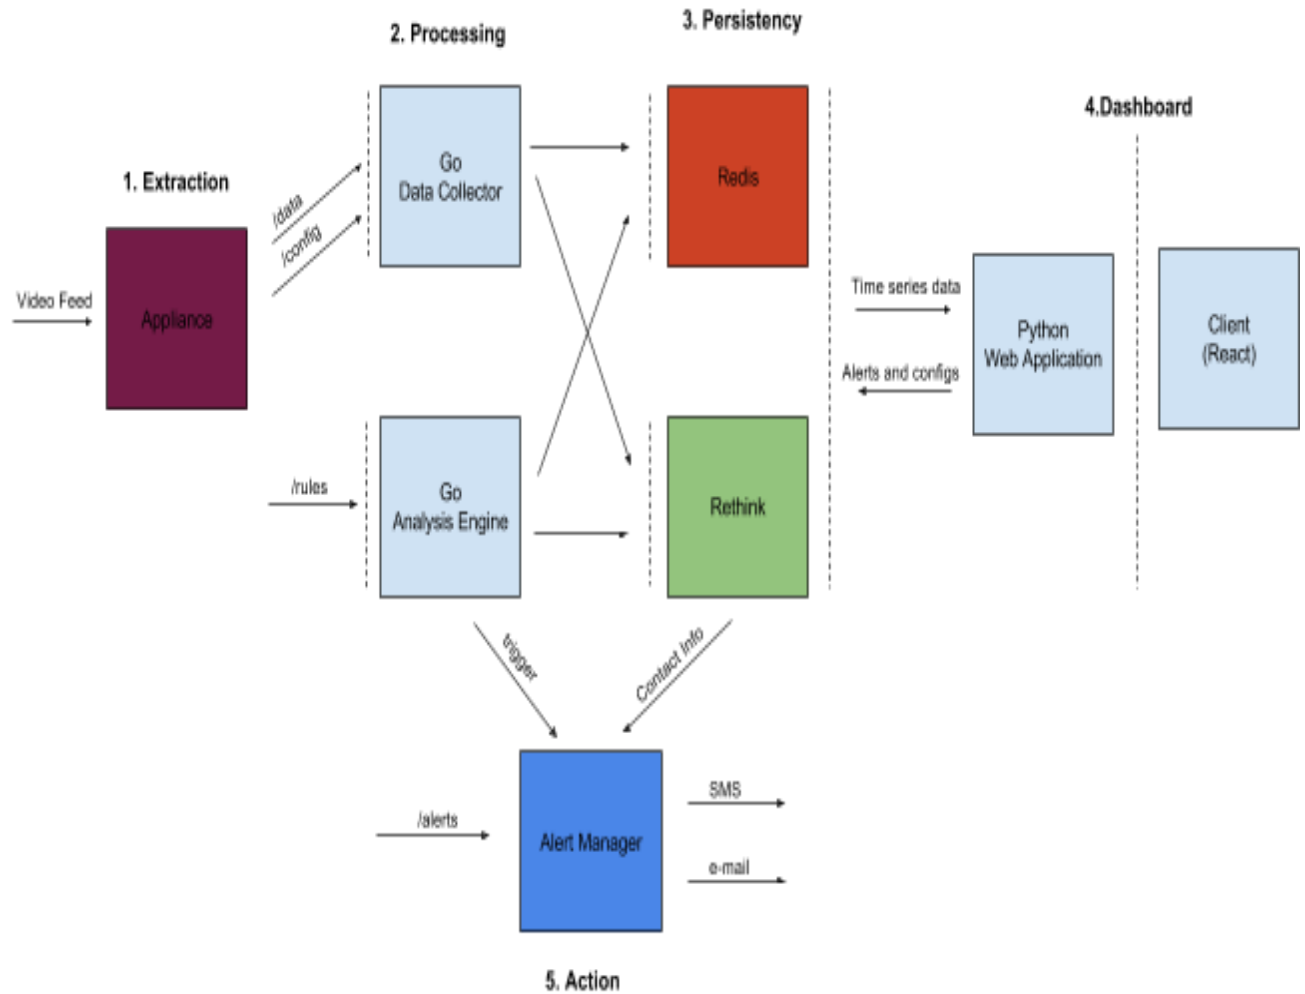 2. Processing
3. Persistency
4.Dashboard
1. Extraction
Go
Data Collector
Redis
/data
/config
Video Feed
Appliance
Time series data
Alerts and configs
Python
Web Application
Client
(React)
/rules
Go
Analysis Engine
Rethink
trigger
Contact Info
/alerts
Alert Manager
SMS
e-mail
5. Action